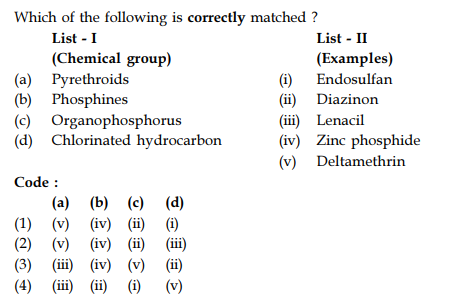 Which of the following is correctly matched ?
List - I List - II
(Chemical group) (Examples)
(a) Pyrethroids (i) Endosulfan
(b) Phosphines (ii) Diazinon
(c) Organophosphorus (iii) Lenacil
(d) Chlorinated hydrocarbon (iv) Zinc phosphide
(v) Deltamethrin
Code :
(a) (b) (c) (d)
(1) (v) (iv) (ii) (i)
(2) (v) (iv) (ii) (iii)
(3) (iii) (iv) (v) (ii)
(4) (iii) (ii) (i) (v)